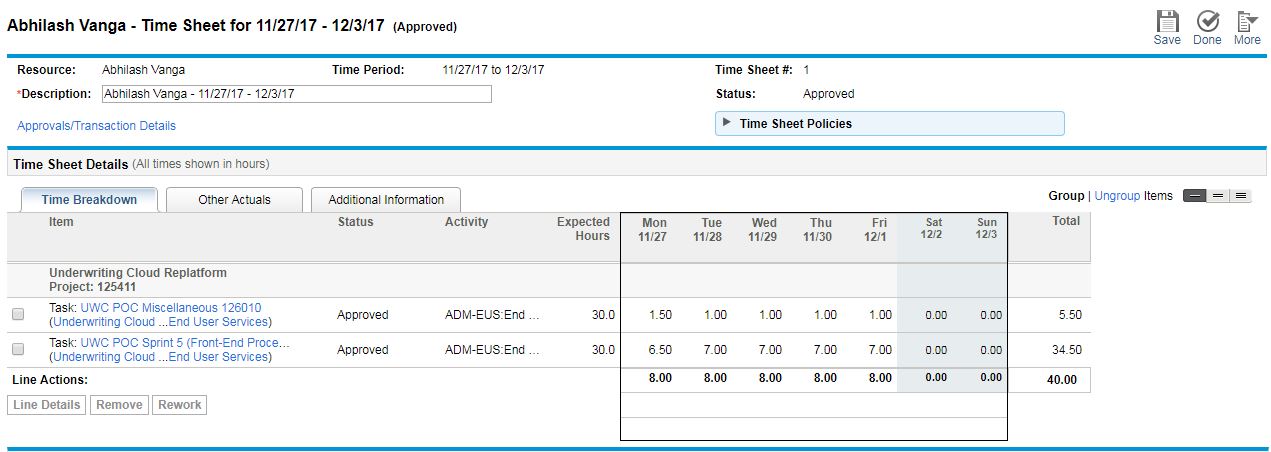 Abhilash Vanga - Time Sheet for 11/27/17 - 12/3/17 (Approved)
Save Done More
Resource: Abhilash Vanga Time Period: 11/27/17 to 12/3/17 Time Sheet #: 1
*Description: Abhilash Vanga - 11/27/17 - 12/3/17 Status: Approved
Approvals/Transaction Details Time Sheet Policies
Time Sheet Details (All times shown in hours)
Time Breakdown Other Actuals Additional Information Group | Ungroup Items
Item Status Activity Expected Mon Tue Wed Thu Fri Sat Sun Total
Hours 11/27 11/28 11/29 11/30 12/1 12/2 12/3
Underwriting Cloud Replatform
Project: 125411
Task: UWC POC Miscellaneous 126010
(Underwriting Cloud ...End User Services) Approved ADM-EUS:End ... 30.0 1.50 1.00 1.00 1.00 1.00 0.00 0.00 5.50
Task: UWC POC Sprint 5 (Front-End Proce...
(Underwriting Cloud ...End User Services) Approved ADM-EUS:End ... 30.0 6.50 7.00 7.00 7.00 7.00 0.00 0.00 34.50
Line Actions: 8.00 8.00 8.00 8.00 8.00 0.00 0.00 40.00
Line Details Remove Rework